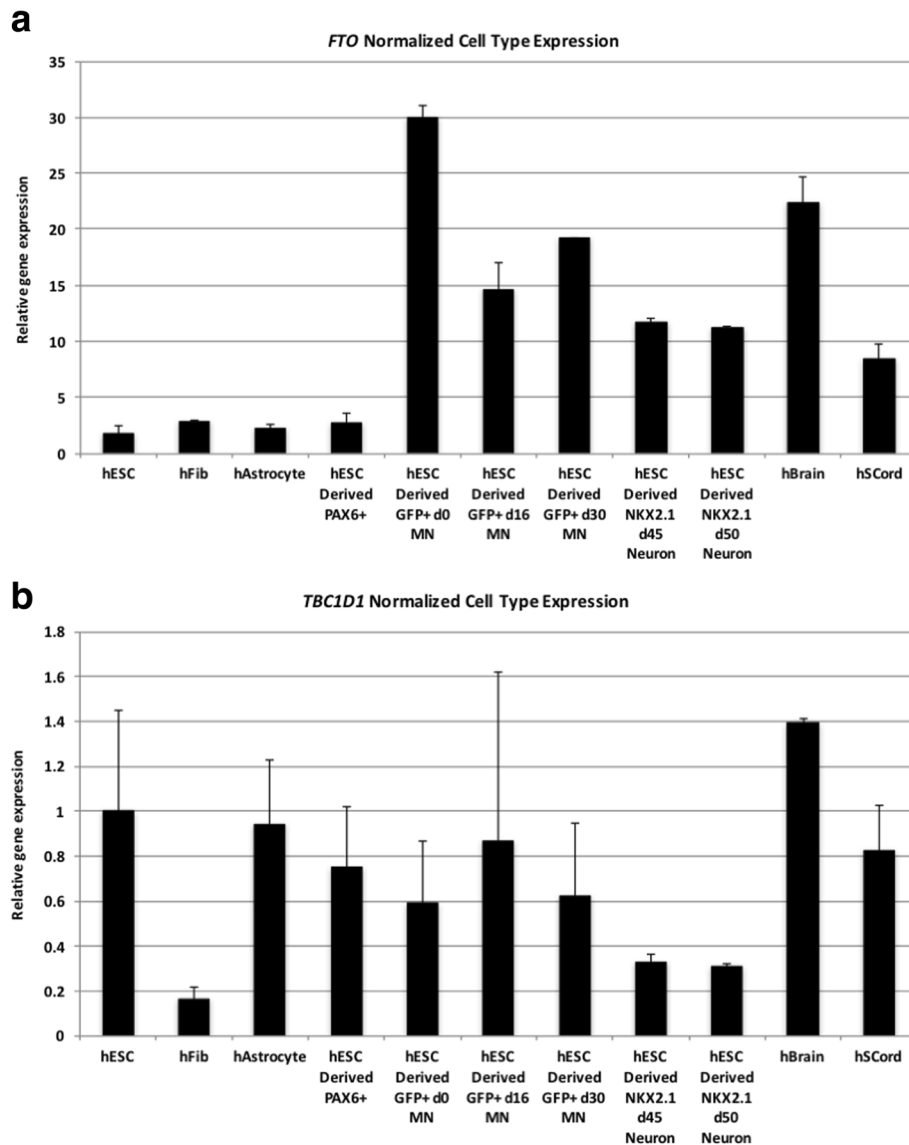 a
FTO Normalized Cell Type Expression
35
30
25
20
15
10
5
0
Relative gene expression
hESC
hFib
hAstrocyte
hESC
Derived
PAX6+
hESC
Derived
GFP+ d0
MN
hESC
Derived
GFP+ d16
MN
hESC
Derived
GFP+ d30
MN
hESC
Derived
NKX2.1
d45
Neuron
hESC
Derived
NKX2.1
d50
Neuron
hBrain
hSCord
b
TBC1D1 Normalized Cell Type Expression
1.8
1.6
1.4
1.2
1
0.8
0.6
0.4
0.2
0
Relative gene expression
hESC
hFib
hAstrocyte
hESC
Derived
PAX6+
hESC
Derived
GFP+ d0
MN
hESC
Derived
GFP+ d16
MN
hESC
Derived
GFP+ d30
MN
hESC
Derived
NKX2.1
d45
Neuron
hESC
Derived
NKX2.1
d50
Neuron
hBrain
hSCord